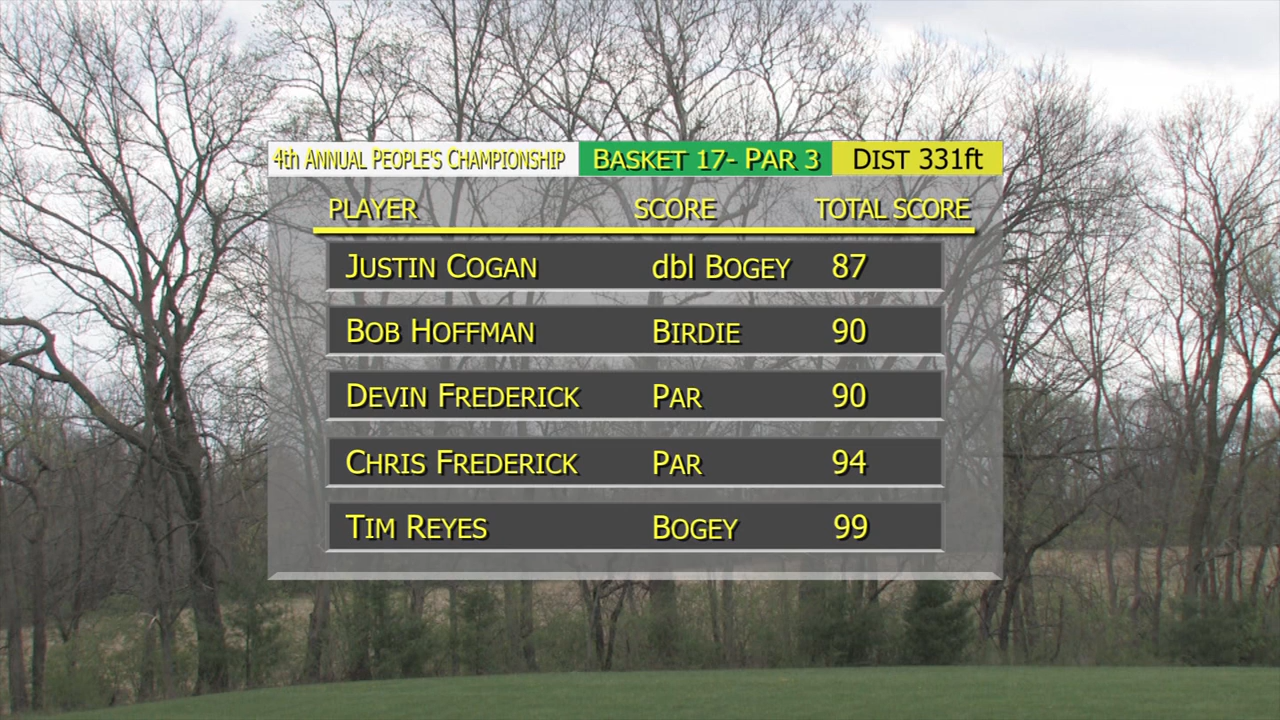 4th ANNUAL PEOPLE'S CHAMPIONSHIP BASKET 17- PAR 3 DIST 331ft
PLAYER SCORE TOTAL SCORE
JUSTIN COGAN dbl BOGEY 87
BOB HOFFMAN BIRDIE 90
DEVIN FREDERICK PAR 90
CHRIS FREDERICK PAR 94
TIM REYES BOGEY 99